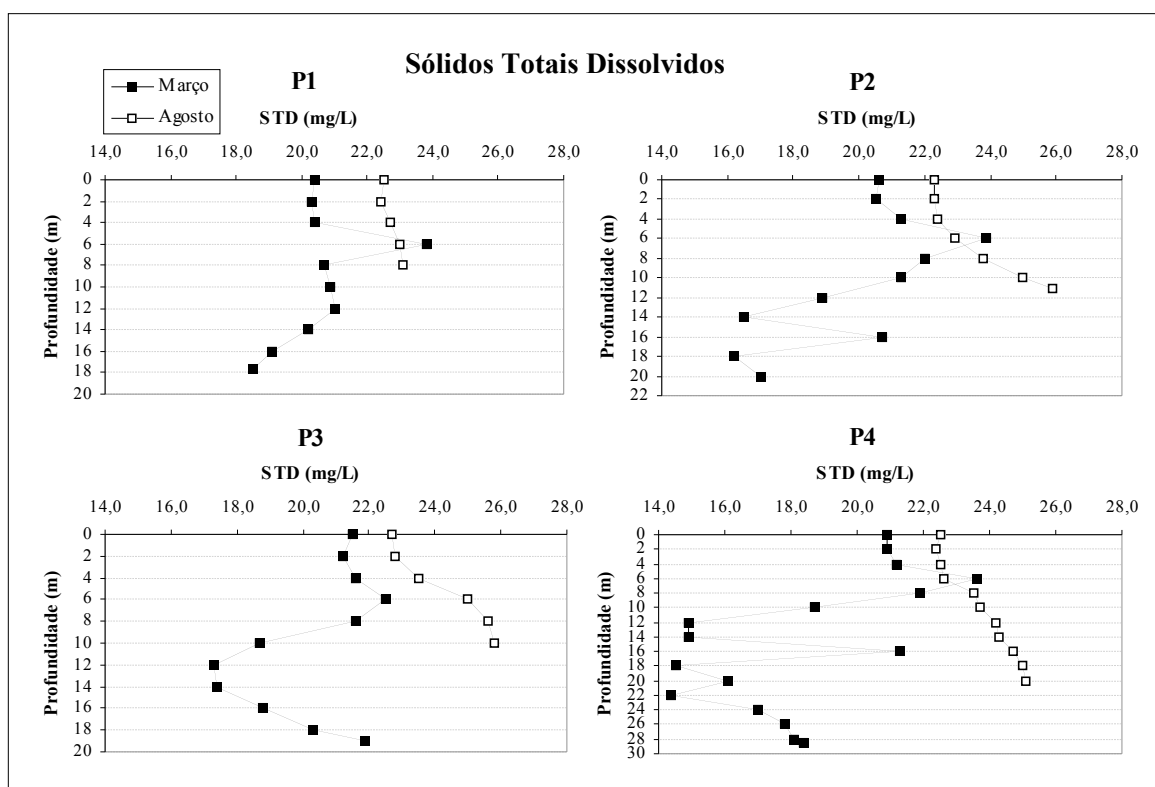 Sólidos Totais Dissolvidos
Março
Agosto
P1
STD (mg/L)
14,0 16,0 18,0 20,0 22,0 24,0 26,0 28,0
Profundidade (m)
0
2
4
6
8
10
12
14
16
18
20
P2
STD (mg/L)
14,0 16,0 18,0 20,0 22,0 24,0 26,0 28,0
Profundidade (m)
0
2
4
6
8
10
12
14
16
18
20
22
P3
STD (mg/L)
14,0 16,0 18,0 20,0 22,0 24,0 26,0 28,0
Profundidade (m)
0
2
4
6
8
10
12
14
16
18
20
P4
STD (mg/L)
14,0 16,0 18,0 20,0 22,0 24,0 26,0 28,0
Profundidade (m)
0
2
4
6
8
10
12
14
16
18
20
22
24
26
28
30